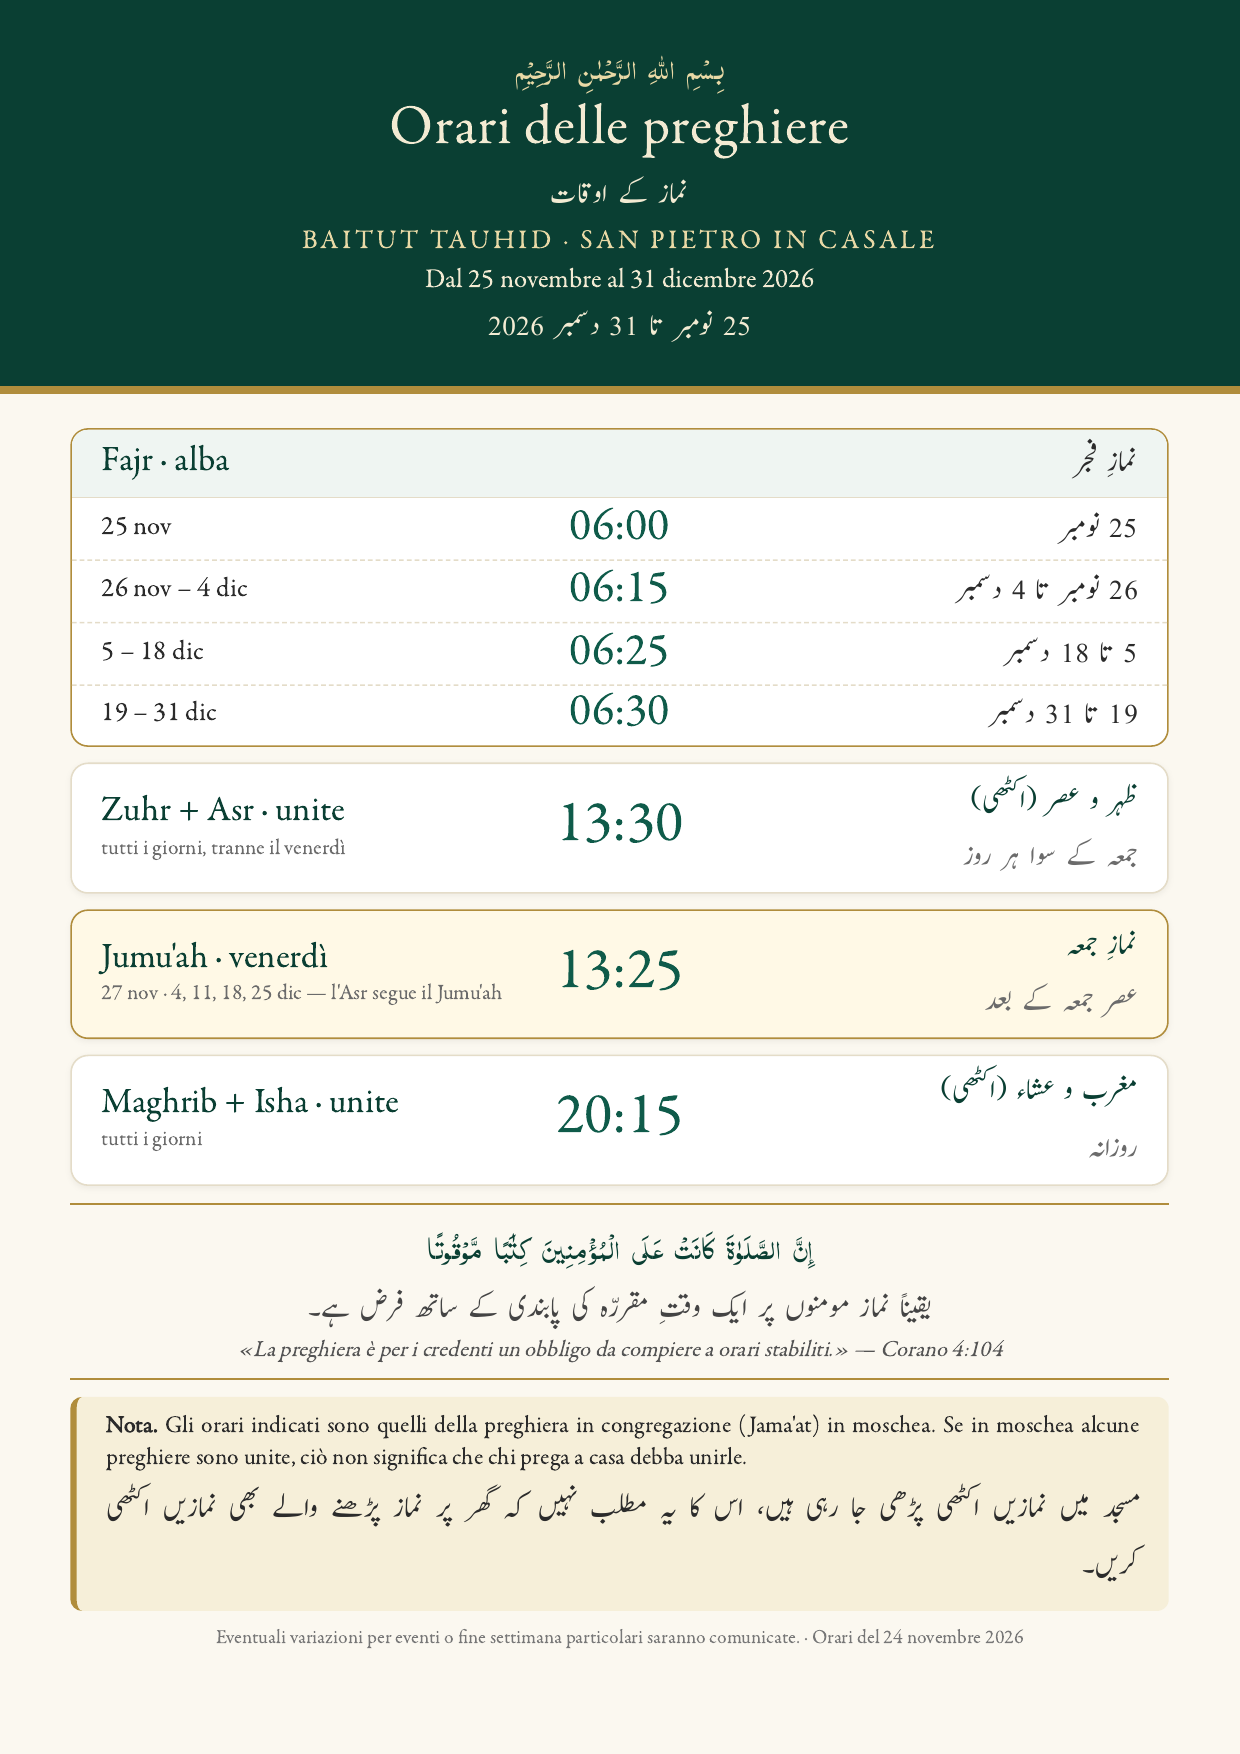 بِسْمِ اللهِ الرَّحْمٰنِ الرَّحِيْمِ
Orari delle preghiere
نماز کے اوقات
BAITUT TAUHID · SAN PIETRO IN CASALE
Dal 25 novembre al 31 dicembre 2026
25 نومبر تا 31 دسمبر 2026
Fajr · alba نمازِ فجر
25 nov 06:00 25 نومبر
26 nov – 4 dic 06:15 26 نومبر تا 4 دسمبر
5 – 18 dic 06:25 5 تا 18 دسمبر
19 – 31 dic 06:30 19 تا 31 دسمبر
Zuhr + Asr · unite 13:30 ظہر و عصر (اکٹھی)
tutti i giorni, tranne il venerdì جمعہ کے سوا ہر روز
Jumu'ah · venerdì 13:25 نمازِ جمعہ
27 nov · 4, 11, 18, 25 dic — l'Asr segue il Jumu'ah عصر جمعہ کے بعد
Maghrib + Isha · unite 20:15 مغرب و عشاء (اکٹھی)
tutti i giorni روزانہ
إِنَّ الصَّلَوٰةَ كَانَتْ عَلَى الْمُؤْمِنِينَ كِتَٰبًا مَّوْقُوتًا
یقیناً نماز مومنوں پر ایک وقتِ مقررّہ کی پابندی کے ساتھ فرض ہے۔
«La preghiera è per i credenti un obbligo da compiere a orari stabiliti.» — Corano 4:104
Nota. Gli orari indicati sono quelli della preghiera in congregazione (Jama'at) in moschea. Se in moschea alcune
preghiere sono unite, ciò non significa che chi prega a casa debba unirle.
مسجد میں نمازیں اکٹھی پڑھی جا رہی ہیں، اس کا یہ مطلب نہیں کہ گھر پر نماز پڑھنے والے بھی نمازیں اکٹھی
کریں۔
Eventuali variazioni per eventi o fine settimana particolari saranno comunicate. · Orari del 24 novembre 2026